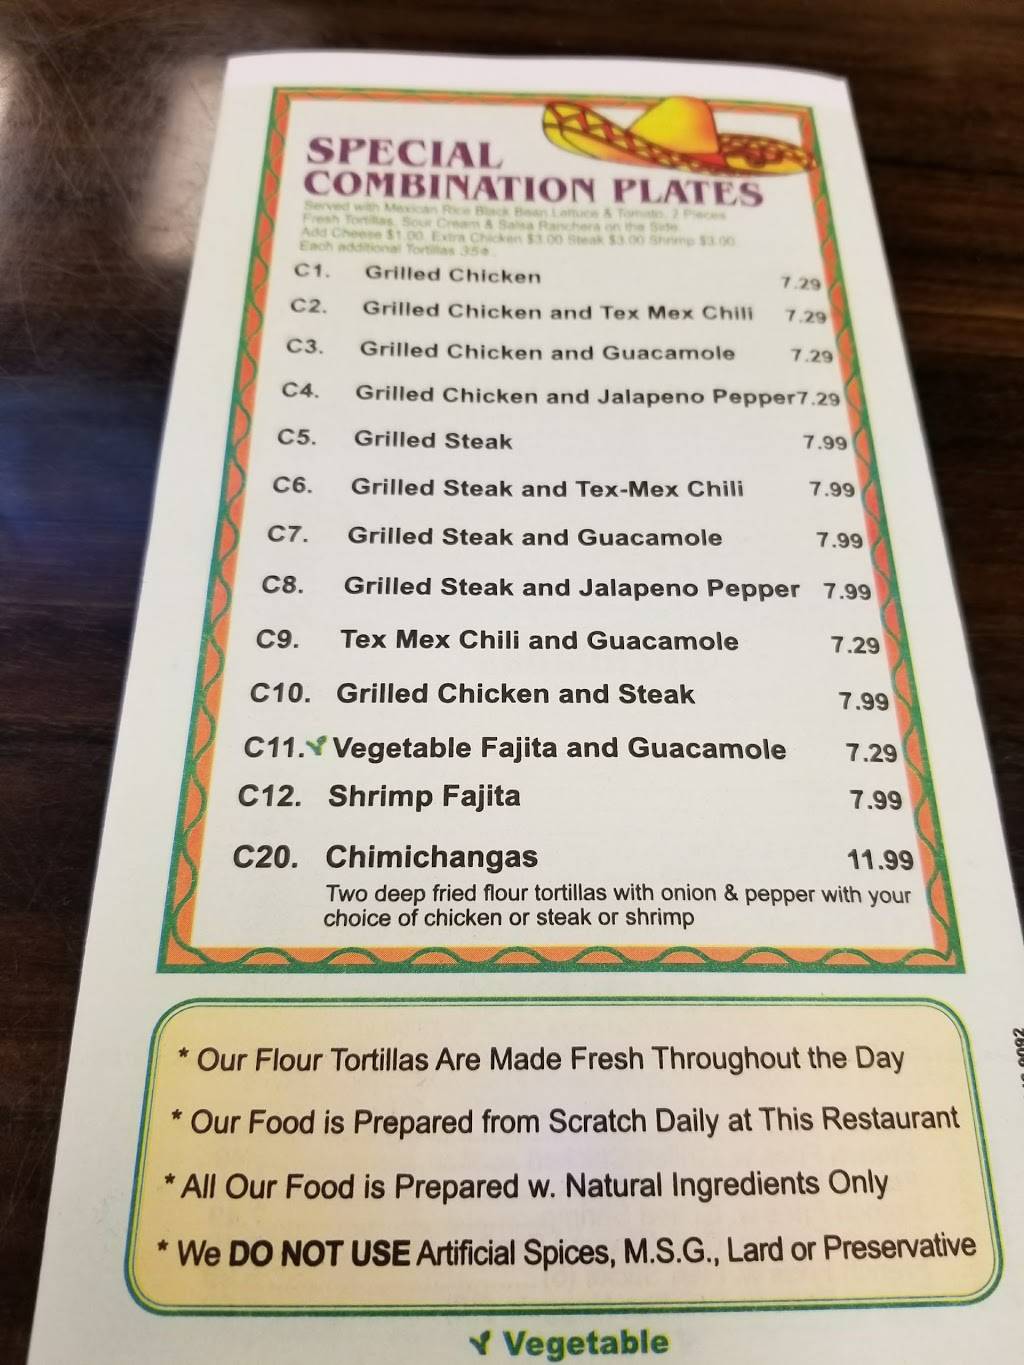 SPECIAL
COMBINATION PLATES
Served with Mexican Rice Black Bean Lettuce & Tomato, 2 Pieces
Fresh Tortillas, Sour Cream & Salsa Ranchera on the Side
Add Cheese $1.00, Extra Chicken $3.00 Steak $3.00 Shrimp $3.00
Each additional Tortillas .35¢
C1. Grilled Chicken 7.29
C2. Grilled Chicken and Tex Mex Chili 7.29
C3. Grilled Chicken and Guacamole 7.29
C4. Grilled Chicken and Jalapeno Pepper 7.29
C5. Grilled Steak 7.99
C6. Grilled Steak and Tex-Mex Chili 7.99
C7. Grilled Steak and Guacamole 7.99
C8. Grilled Steak and Jalapeno Pepper 7.99
C9. Tex Mex Chili and Guacamole 7.29
C10. Grilled Chicken and Steak 7.99
C11. Vegetable Fajita and Guacamole 7.29
C12. Shrimp Fajita 7.99
C20. Chimichangas 11.99
Two deep fried flour tortillas with onion & pepper with your
choice of chicken or steak or shrimp
* Our Flour Tortillas Are Made Fresh Throughout the Day
* Our Food is Prepared from Scratch Daily at This Restaurant
* All Our Food is Prepared w. Natural Ingredients Only
* We DO NOT USE Artificial Spices, M.S.G., Lard or Preservative
Vegetable